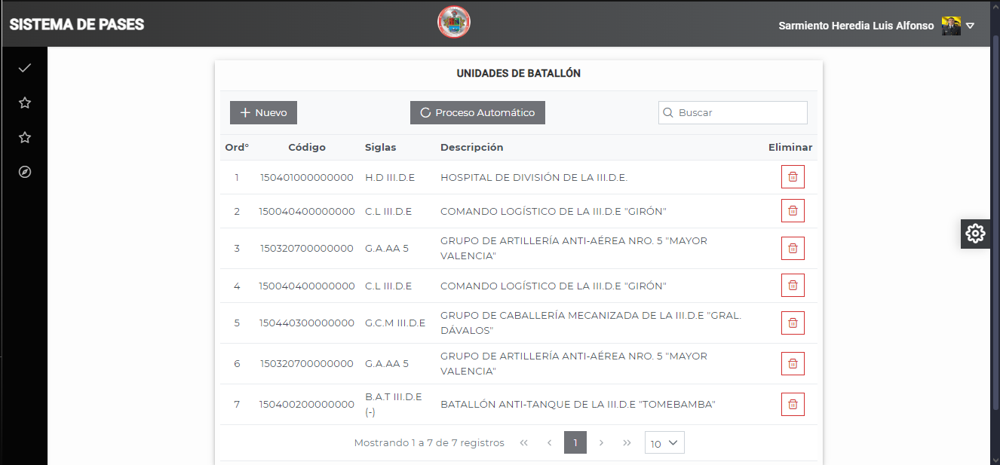 SISTEMA DE PASES
Sarmiento Heredia Luis Alfonso
UNIDADES DE BATALLÓN
Nuevo
Proceso Automático
Buscar
Ord° Código Siglas Descripción Eliminar
1 150401000000000 H.D III.D.E HOSPITAL DE DIVISIÓN DE LA III.D.E.
2 150040400000000 C.L III.D.E COMANDO LOGÍSTICO DE LA III.D.E "GIRÓN"
3 150320700000000 G.A.AA 5 GRUPO DE ARTILLERÍA ANTI-AÉREA NRO. 5 "MAYOR
VALENCIA"
4 150040400000000 C.L III.D.E COMANDO LOGÍSTICO DE LA III.D.E "GIRÓN"
5 150440300000000 G.C.M III.D.E GRUPO DE CABALLERÍA MECANIZADA DE LA III.D.E "GRAL.
DÁVALOS"
6 150320700000000 G.A.AA 5 GRUPO DE ARTILLERÍA ANTI-AÉREA NRO. 5 "MAYOR
VALENCIA"
7 150400200000000 B.A.T III.D.E
(-) BATALLÓN ANTI-TANQUE DE LA III.D.E "TOMEBAMBA"
Mostrando 1 a 7 de 7 registros
1
10